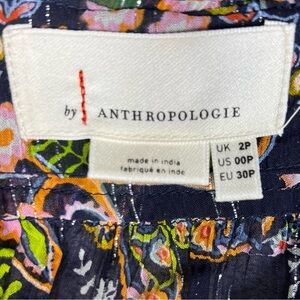 by ANTHROPOLOGIE
made in india
fabriqué en inde
UK 2P
US 00P
EU 30P